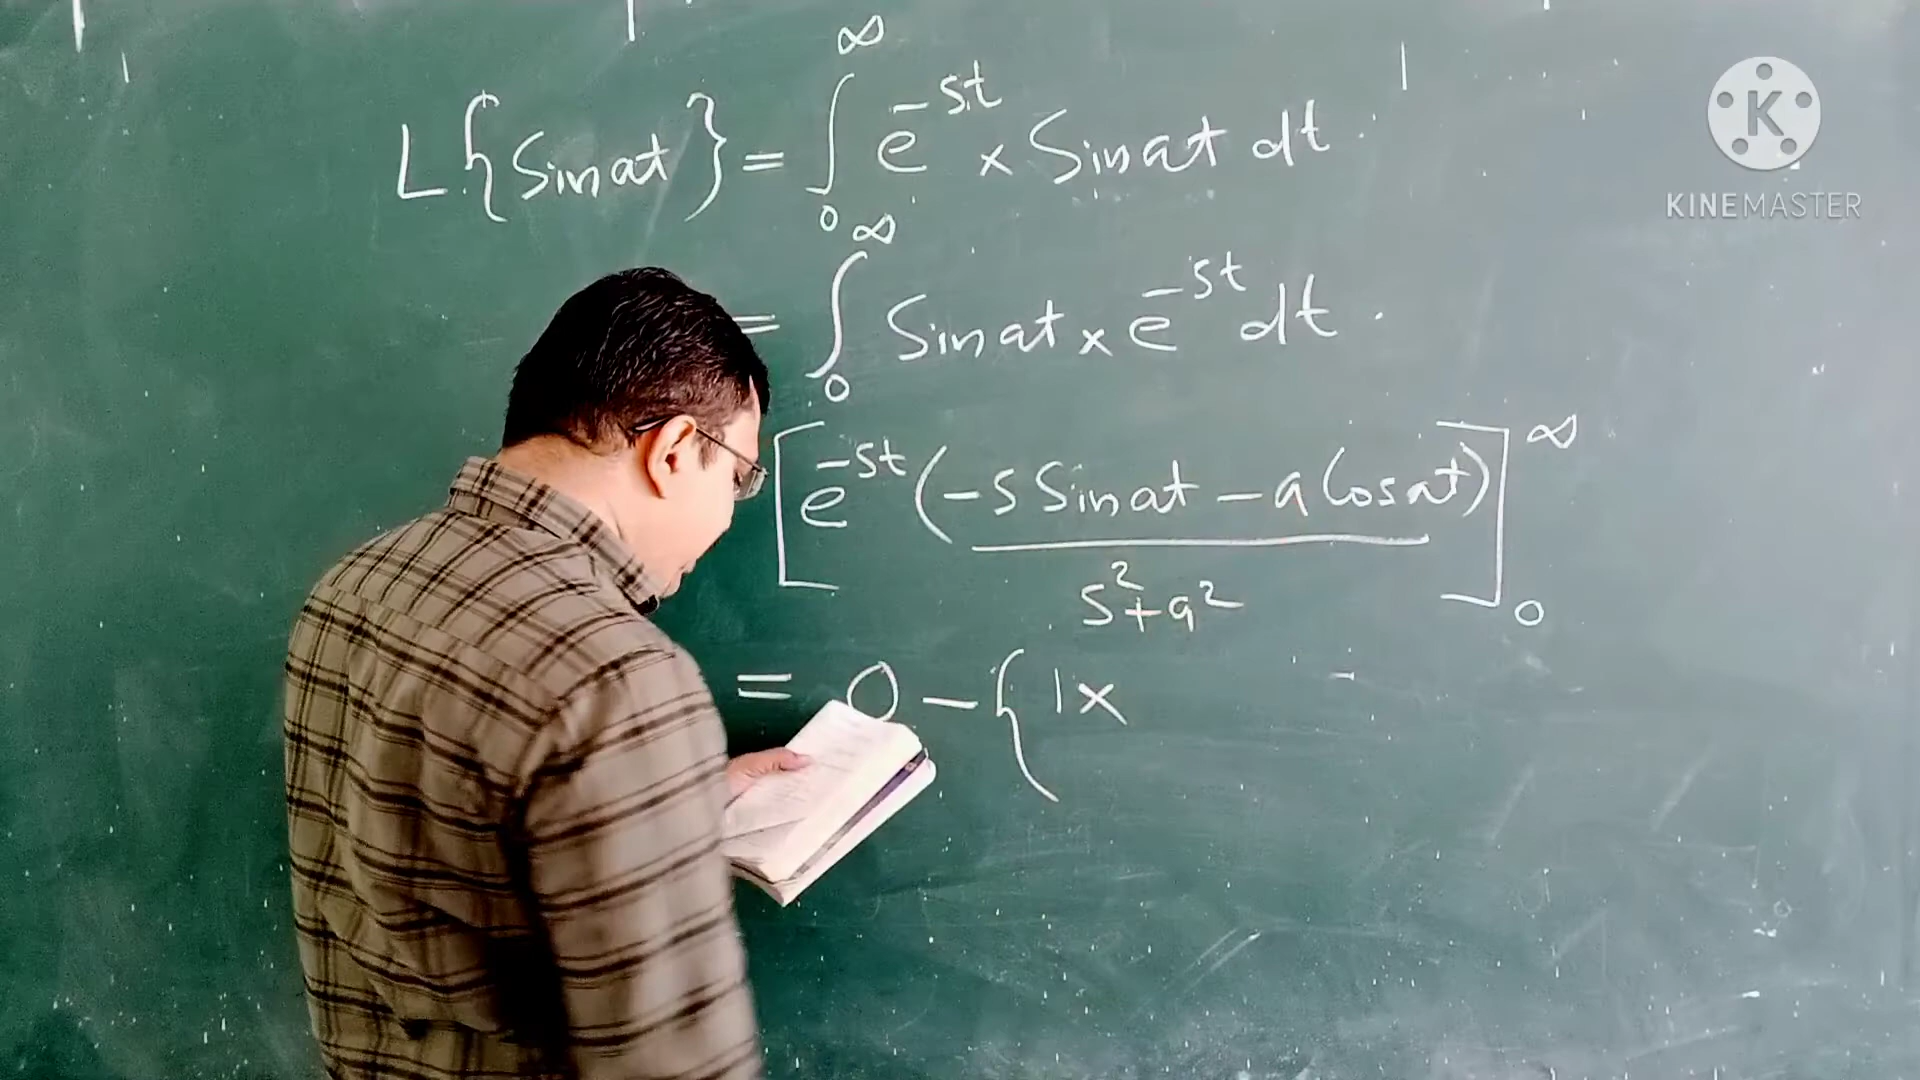 L{Sinat} = ∫₀^∞ e^-st × Sinat dt.
= ∫₀^∞ Sinat × e^-st dt.
[e^-st (-s Sinat - a Cosat) / s²+a²]₀^∞
= 0 - { 1×
K
KINEMASTER